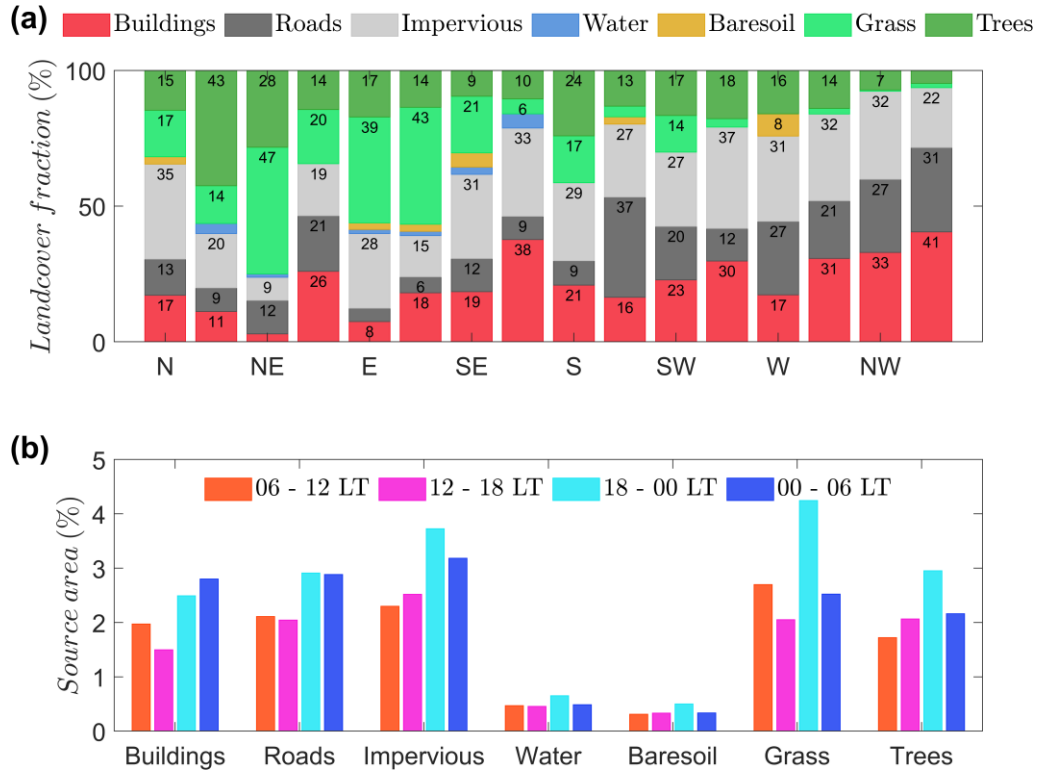 (a)
Buildings Roads Impervious Water Baresoil Grass Trees
Landcover fraction (%)
100
50
0
15 43 28 14 17 14 9 10 24 13 17 18 16 14 7
17 14 47 20 39 43 21 6 17 27 14 37 8 32 32 22
35 20 9 19 28 15 31 33 29 37 27 12 31 21 27 31
13 9 12 21 8 6 12 9 9 16 20 30 27 31 33 41
17 11 26 18 19 38 21 23 17
N NE E SE S SW W NW
(b)
Source area (%)
5
4
3
2
1
0
06 - 12 LT 12 - 18 LT 18 - 00 LT 00 - 06 LT
Buildings Roads Impervious Water Baresoil Grass Trees